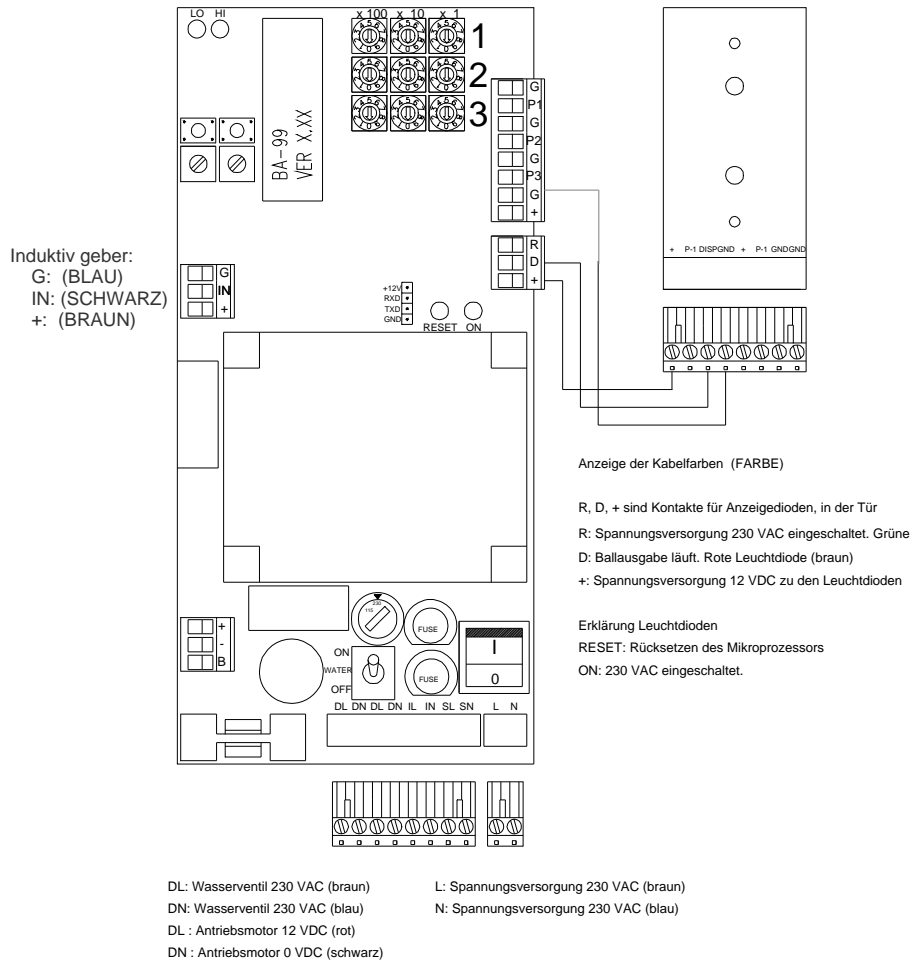 LO HI
x 100 x 10 x 1
1
2
3
BA-99
VER X.XX
G
P1
G
P2
G
P3
G
+
R
D
+
+ P-1 DISPGND + P-1 GNDGND
Induktiv geber:
G: (BLAU)
IN: (SCHWARZ)
+: (BRAUN)
G
IN
+
+12V
RXD
TXD
GND
RESET ON
Anzeige der Kabelfarben (FARBE)
R, D, + sind Kontakte für Anzeigedioden, in der Tür
R: Spannungsversorgung 230 VAC eingeschaltet. Grüne
D: Ballausgabe läuft. Rote Leuchtdiode (braun)
+: Spannungsversorgung 12 VDC zu den Leuchtdioden
Erklärung Leuchtdioden
RESET: Rücksetzen des Mikroprozessors
ON: 230 VAC eingeschaltet.
+
-
B
230
115
FUSE
FUSE
I
0
ON
WATER
OFF
DL DN DL DN IL IN SL SN L N
DL: Wasserventil 230 VAC (braun)
DN: Wasserventil 230 VAC (blau)
DL : Antriebsmotor 12 VDC (rot)
DN : Antriebsmotor 0 VDC (schwarz)
L: Spannungsversorgung 230 VAC (braun)
N: Spannungsversorgung 230 VAC (blau)